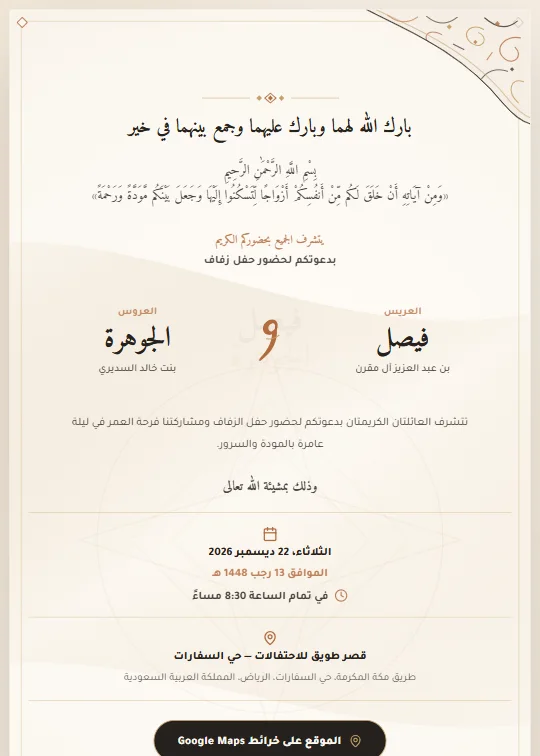 بارك الله لهما وبارك عليهما وجمع بينهما في خير
بِسْمِ اللَّهِ الرَّحْمَٰنِ الرَّحِيمِ
«وَمِنْ آيَاتِهِ أَنْ خَلَقَ لَكُم مِّنْ أَنفُسِكُمْ أَزْوَاجًا لِّتَسْكُنُوا إِلَيْهَا وَجَعَلَ بَيْنَكُم مَّوَدَّةً وَرَحْمَةً»
يتشرف الجميع بحضوركم الكريم
بدعوتكم لحضور حفل زفاف
العريس
فيصل
بن عبد العزيز آل مقرن
و
العروس
الجوهرة
بنت خالد السديري
تتشرف العائلتان الكريمتان بدعوتكم لحضور حفل الزفاف ومشاركتنا فرحة العمر في ليلة
عامرة بالمودة والسرور.
وذلك بمشيئة الله تعالى
الثلاثاء، 22 ديسمبر 2026
الموافق 13 رجب 1448 هـ
في تمام الساعة 8:30 مساءً
قصر طويق للاحتفالات — حي السفارات
طريق مكة المكرمة، حي السفارات، الرياض، المملكة العربية السعودية
الموقع على خرائط Google Maps